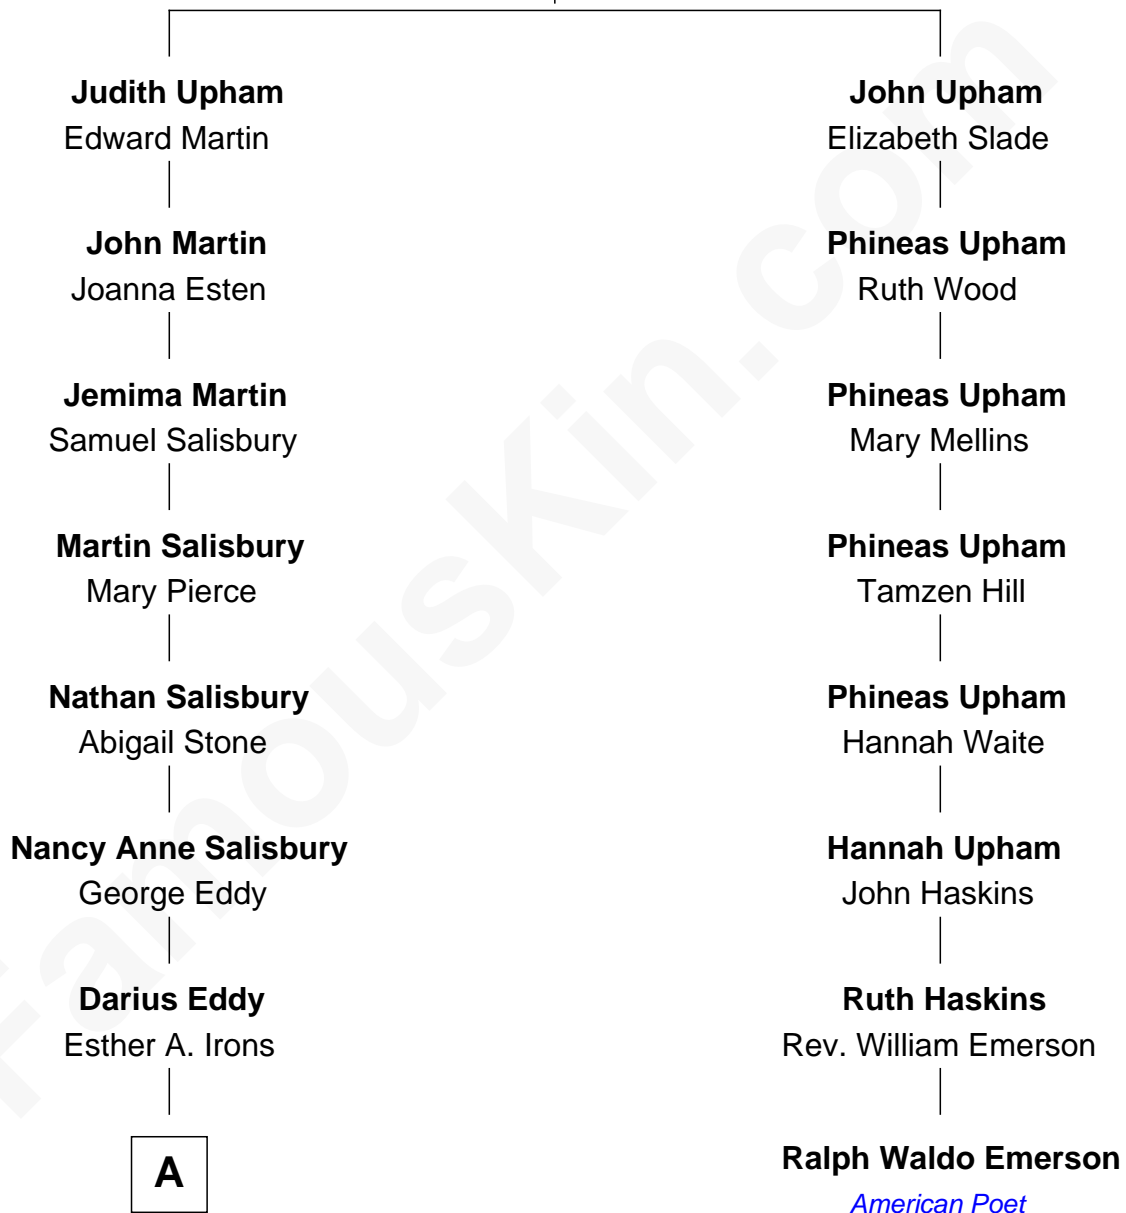 Judith Upham
Edward Martin
John Upham
Elizabeth Slade
John Martin
Joanna Esten
Phineas Upham
Ruth Wood
Jemima Martin
Samuel Salisbury
Phineas Upham
Mary Mellins
Martin Salisbury
Mary Pierce
Phineas Upham
Tamzen Hill
Nathan Salisbury
Abigail Stone
Phineas Upham
Hannah Waite
Nancy Anne Salisbury
George Eddy
Hannah Upham
John Haskins
Darius Eddy
Esther A. Irons
Ruth Haskins
Rev. William Emerson
A
Ralph Waldo Emerson
American Poet
FamousKin.com